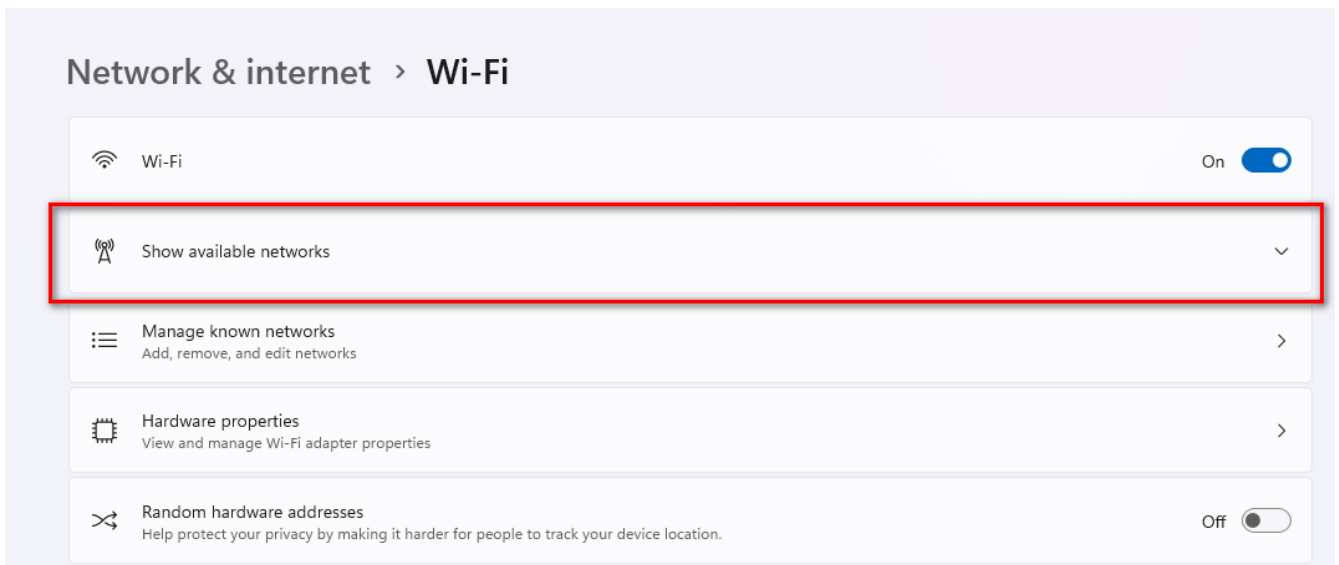 Network & internet > Wi-Fi
Wi-Fi
On
Show available networks
Manage known networks
Add, remove, and edit networks
Hardware properties
View and manage Wi-Fi adapter properties
Random hardware addresses
Help protect your privacy by making it harder for people to track your device location.
Off